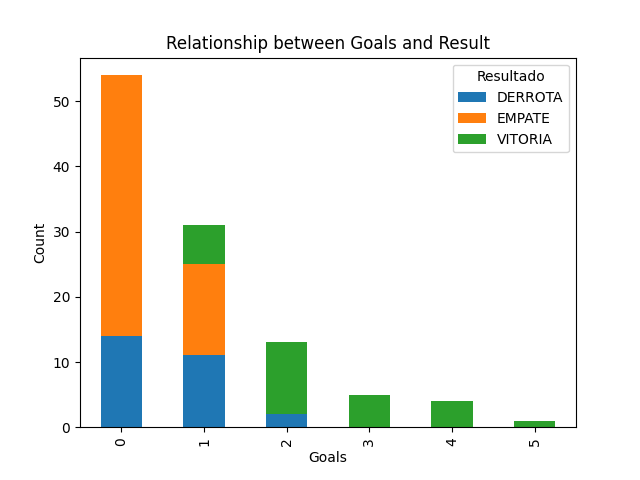 Relationship between Goals and Result
Resultado
DERROTA
EMPATE
VITORIA
Count
50
40
30
20
10
0
0 1 2 3 4 5
Goals